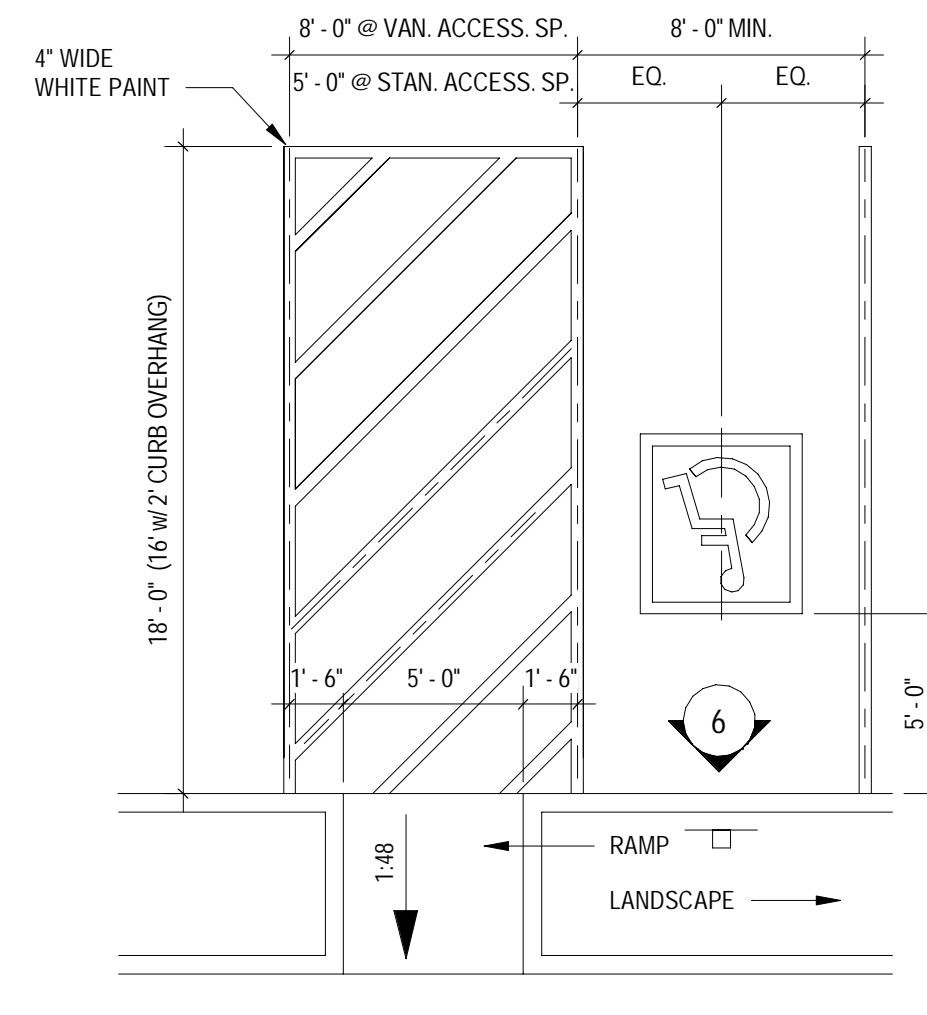 8' - 0" @ VAN. ACCESS. SP.
8' - 0" MIN.
4" WIDE
WHITE PAINT
5' - 0" @ STAN. ACCESS. SP.
EQ.
EQ.
18' - 0" (16' w/ 2' CURB OVERHANG)
1' - 6"
5' - 0"
1' - 6"
6
5' - 0"
1:48
RAMP
LANDSCAPE